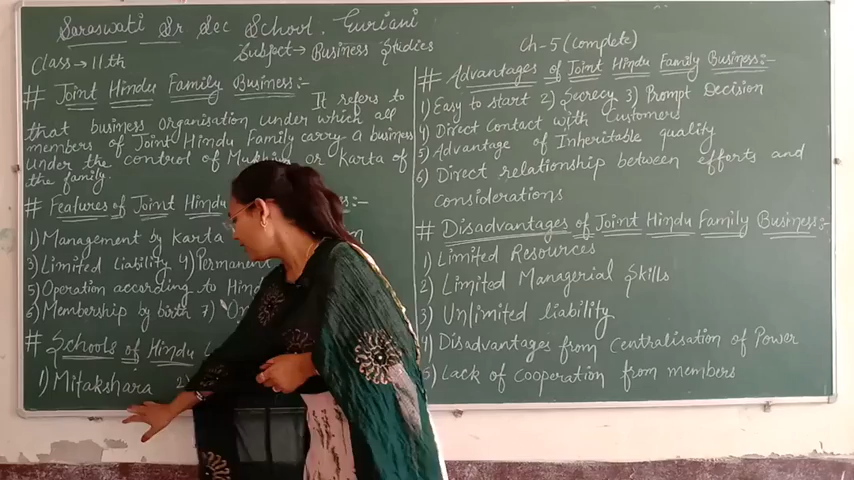 Saraswati Sr Sec School, Guriani
Subject → Business Studies
Class → 11th
Ch-5 (complete)
# Joint Hindu Family Business:-
It refers to
that business organisation under which all
members of Joint Hindu Family carry a business
under the control of or Karta of
the family.
# Features of Joint Hindu :-
1) Management by Karta
3) Limited liability 4) Permanent
5) Operation according to
6) Membership by birth 7)
# Schools of Hindu
1) Mitakshara 2
# Advantages of Joint Hindu Family Business:-
1) Easy to start 2) Secrecy 3) Prompt Decision
4) Direct Contact with Customers
5) Advantage of Inheritable quality
6) Direct relationship between efforts and
considerations
# Disadvantages of Joint Hindu Family Business:-
1) Limited Resources
2) Limited Managerial Skills
3) Unlimited liability
4) Disadvantages from Centralisation of Power
5) Lack of cooperation from members